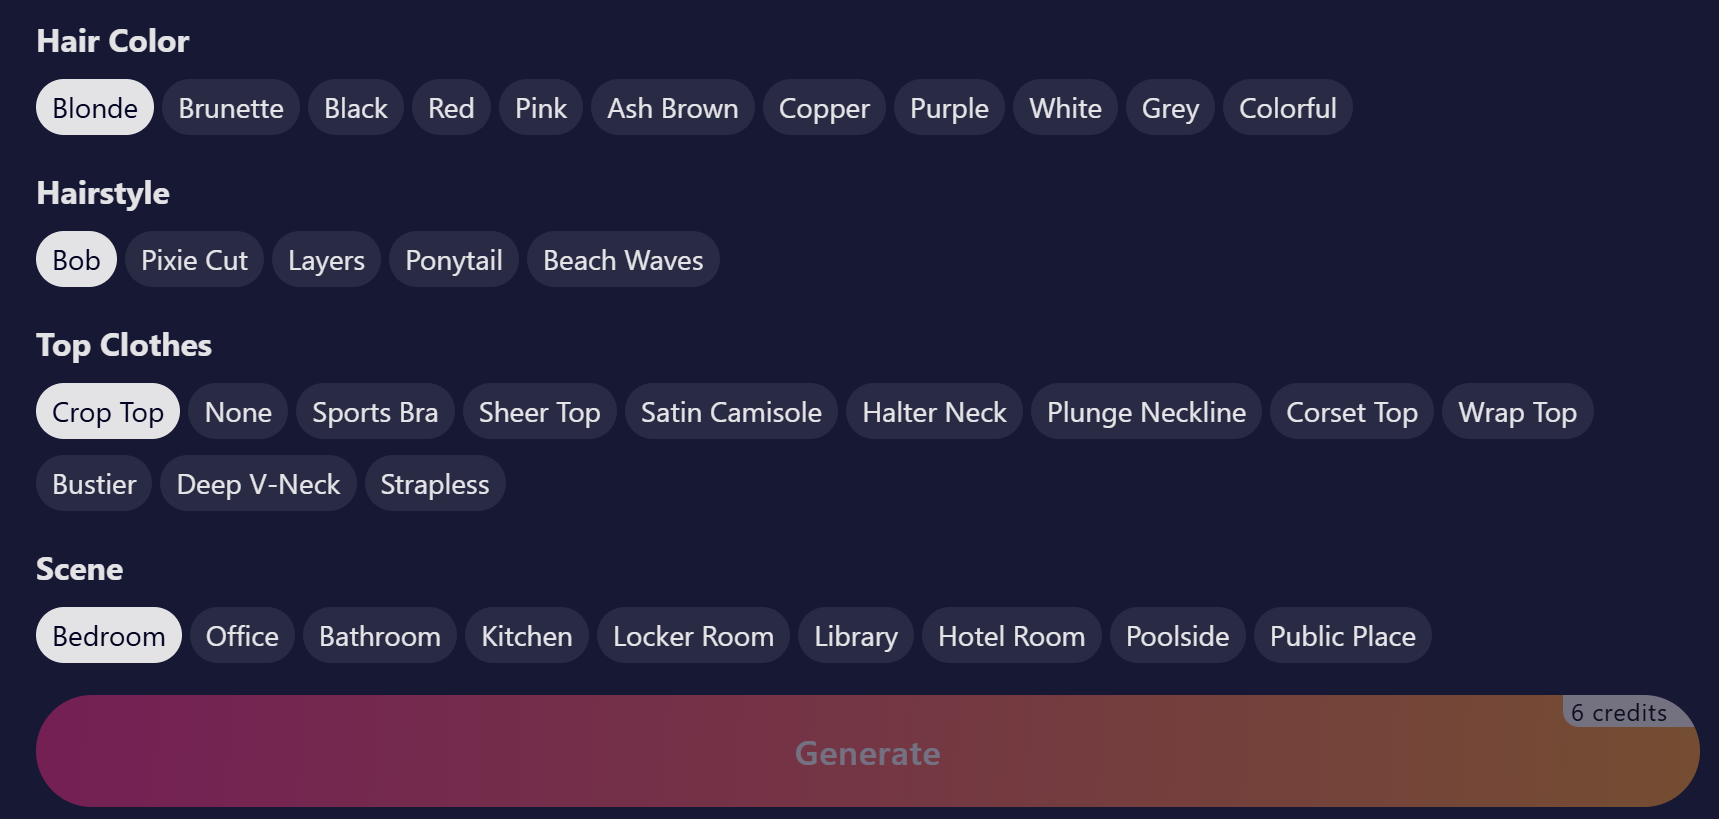 Hair Color
Blonde Brunette Black Red Pink Ash Brown Copper Purple White Grey Colorful
Hairstyle
Bob Pixie Cut Layers Ponytail Beach Waves
Top Clothes
Crop Top None Sports Bra Sheer Top Satin Camisole Halter Neck Plunge Neckline Corset Top Wrap Top
Bustier Deep V-Neck Strapless
Scene
Bedroom Office Bathroom Kitchen Locker Room Library Hotel Room Poolside Public Place
6 credits
Generate